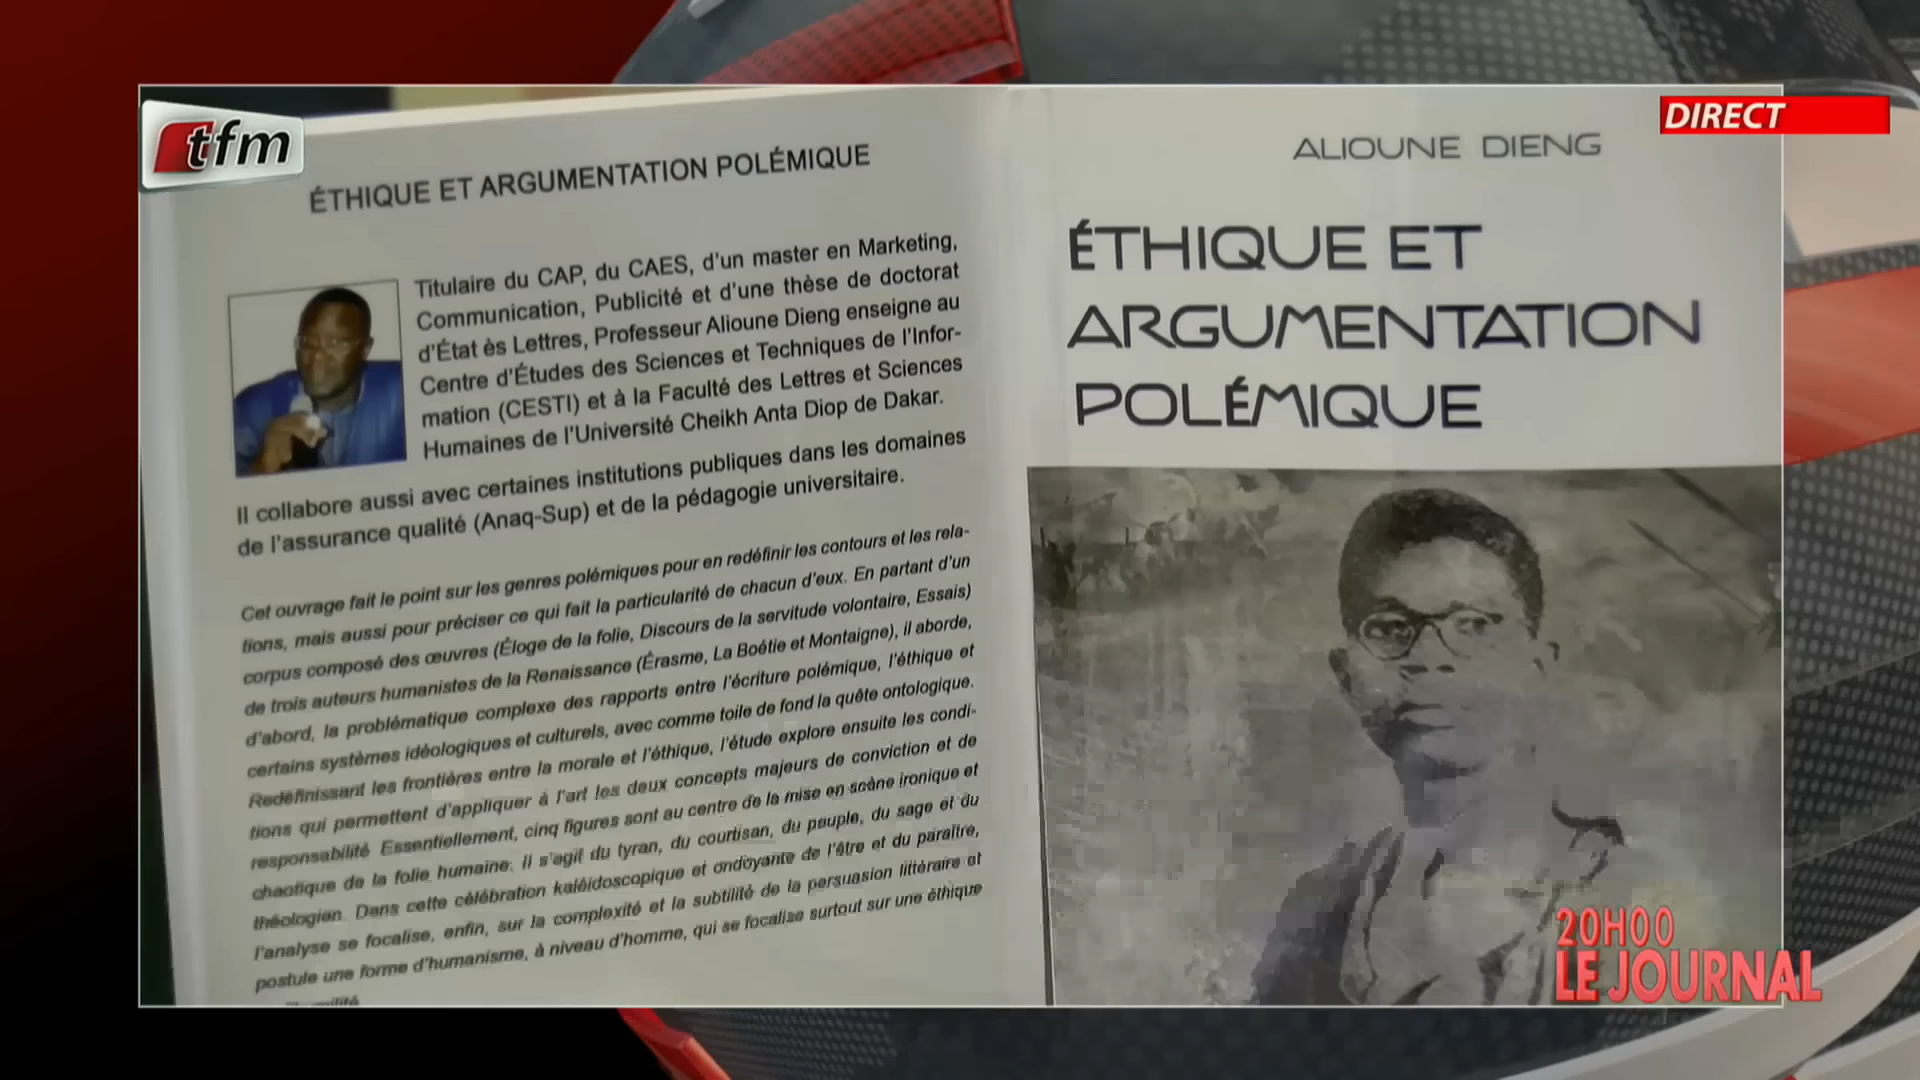 tfm
DIRECT
ÉTHIQUE ET ARGUMENTATION POLÉMIQUE
Titulaire du CAP, du CAES, d'un master en Marketing,
Communication, Publicité et d'une thèse de doctorat
d'État ès Lettres, Professeur Alioune Dieng enseigne au
Centre d'Études des Sciences et Techniques de l'Infor-
mation (CESTI) et à la Faculté des Lettres et Sciences
Humaines de l'Université Cheikh Anta Diop de Dakar.
Il collabore aussi avec certaines institutions publiques dans les domaines
de l'assurance qualité (Anaq-Sup) et de la pédagogie universitaire.
Cet ouvrage fait le point sur les genres polémiques pour en redéfinir les contours et les rela-
tions, mais aussi pour préciser ce qui fait la particularité de chacun d'eux. En partant d'un
corpus composé des œuvres (Éloge de la folie, Discours de la servitude volontaire, Essais)
de trois auteurs humanistes de la Renaissance (Érasme, La Boétie et Montaigne), il aborde,
d'abord, la problématique complexe des rapports entre l'écriture polémique, l'éthique et
certains systèmes idéologiques et culturels, avec comme toile de fond la quête ontologique.
Redéfinissant les frontières entre la morale et l'éthique, l'étude explore ensuite les condi-
tions qui permettent d'appliquer à l'art les deux concepts majeurs de conviction et de
responsabilité. Essentiellement, cinq figures sont au centre de la mise en scène ironique et
chaotique de la folie humaine: il s'agit du tyran, du courtisan, du peuple, du sage et du
théologien. Dans cette célébration kaléidoscopique et ondoyante de l'être et du paraître,
l'analyse se focalise, enfin, sur la complexité et la subtilité de la persuasion littéraire et
postule une forme d'humanisme, à niveau d'homme, qui se focalise surtout sur une éthique
ALIOUNE DIENG
ÉTHIQUE ET
ARGUMENTATION
POLÉMIQUE
20H00
LE JOURNAL